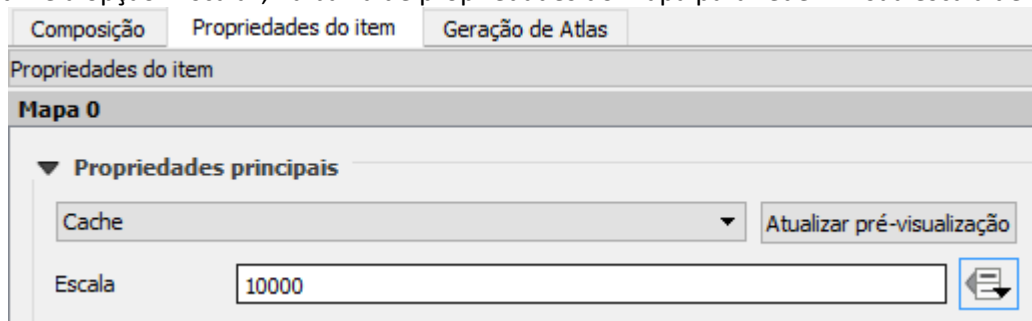 Composição Propriedades do item Geração de Atlas
Propriedades do item
Mapa 0
Propriedades principais
Cache Atualizar pré-visualização
Escala 10000